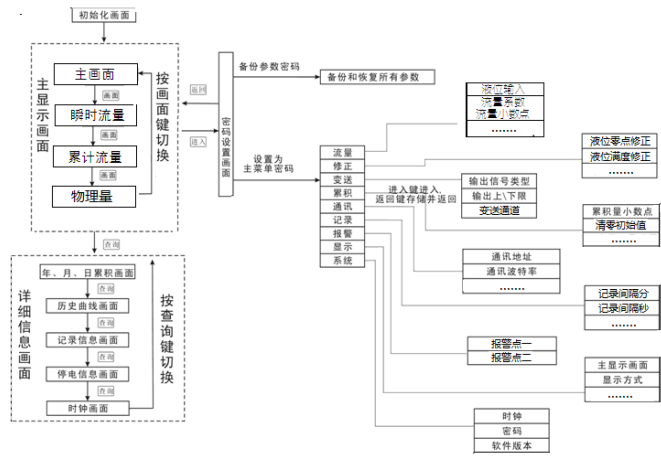 初始化画面
主显示画面
主画面
画面
瞬时流量
画面
累计流量
画面
物理量
按画面键切换
查询
详细信息画面
年、月、日累积画面
查询
历史曲线画面
查询
记录信息画面
查询
停电信息画面
查询
时钟画面
按查询键切换
返回
进入
密码设置画面
备份参数密码
备份和恢复所有参数
设置为
主菜单密码
流量
修正
变送
累积
通讯
记录
报警
显示
系统
进入键进入,
返回键存储并返回
液位输入
流量系数
流量小数点
.......
液位零点修正
液位满度修正
.......
输出信号类型
输出上\下限
变送通道
累积量小数点
清零初始值
.......
通讯地址
通讯波特率
.......
记录间隔分
记录间隔秒
.......
报警点一
报警点二
主显示画面
显示方式
.......
时钟
密码
软件版本